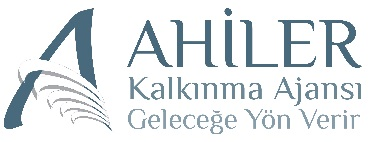 AHİLER
Kalkınma Ajansı
Geleceğe Yön Verir